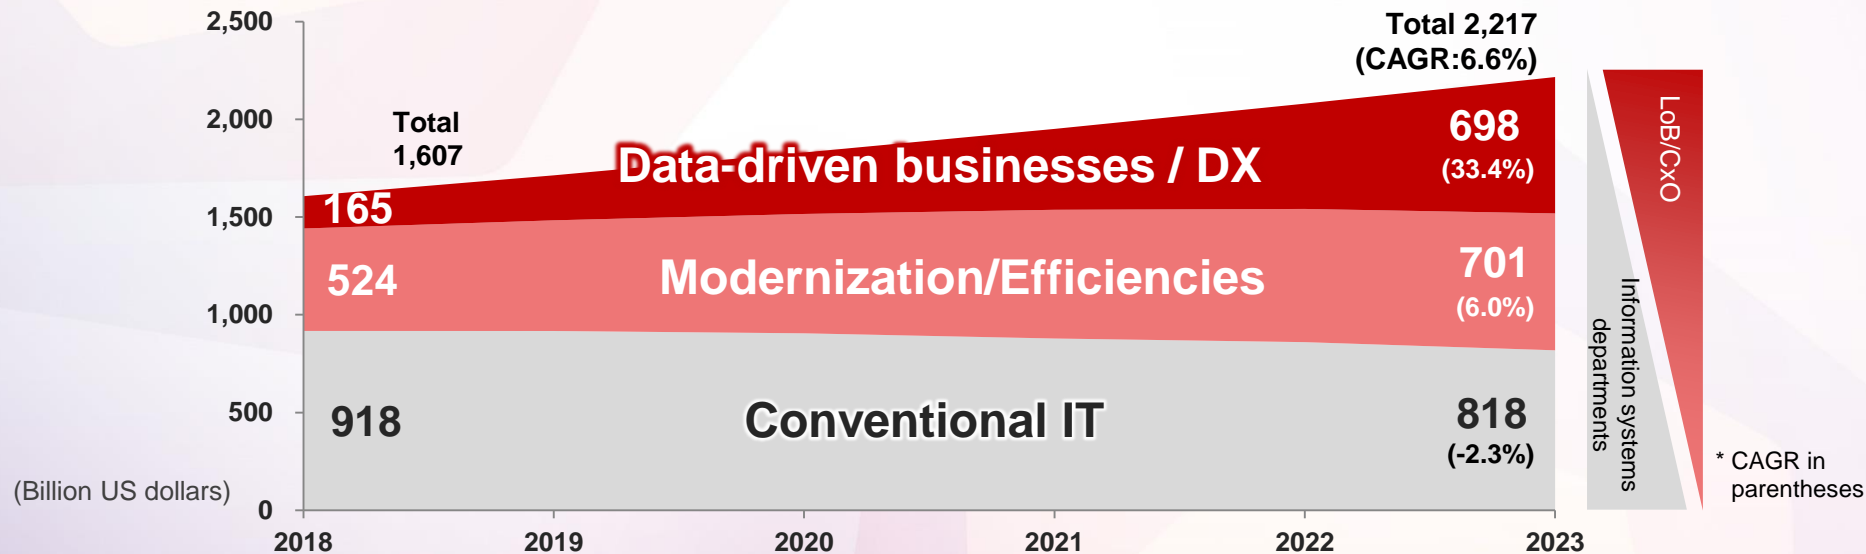 2,500
2,000
1,500
1,000
500
0
(Billion US dollars)
Total
1,607
Total 2,217
(CAGR:6.6%)
165
Data-driven businesses / DX
698
(33.4%)
524
Modernization/Efficiencies
701
(6.0%)
918
Conventional IT
818
(-2.3%)
2018
2019
2020
2021
2022
2023
LoB/CxO
Information systems
departments
* CAGR in
parentheses